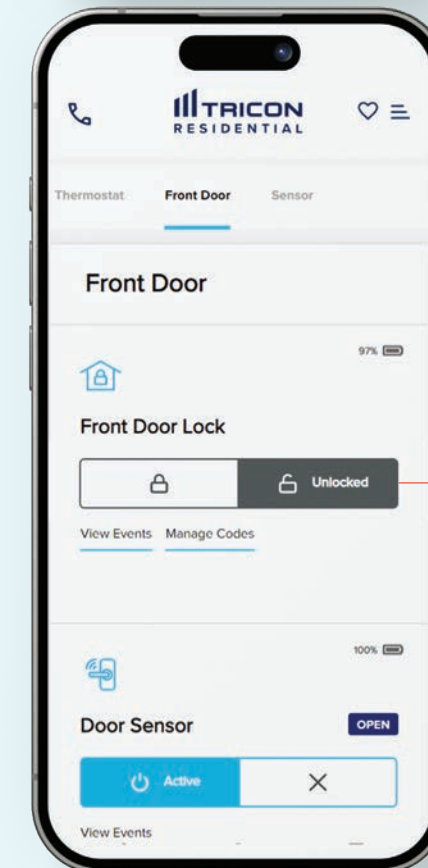 TRICON
RESIDENTIAL
Thermostat Front Door Sensor
Front Door
97%
Front Door Lock
Unlocked
View Events Manage Codes
100%
Door Sensor
OPEN
Active
View Events